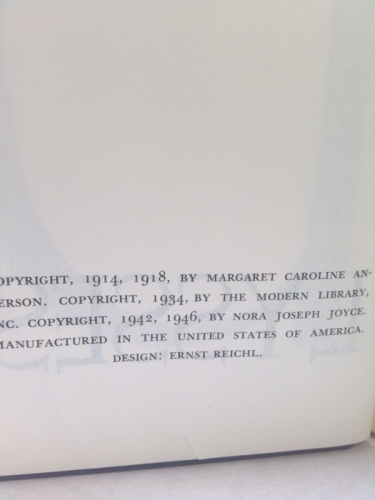 OPYRIGHT, 1914, 1918, BY MARGARET CAROLINE AN-
ERSON. COPYRIGHT, 1934, BY THE MODERN LIBRARY,
NC. COPYRIGHT, 1942, 1946, BY NORA JOSEPH JOYCE.
MANUFACTURED IN THE UNITED STATES OF AMERICA.
DESIGN: ERNST REICHL.